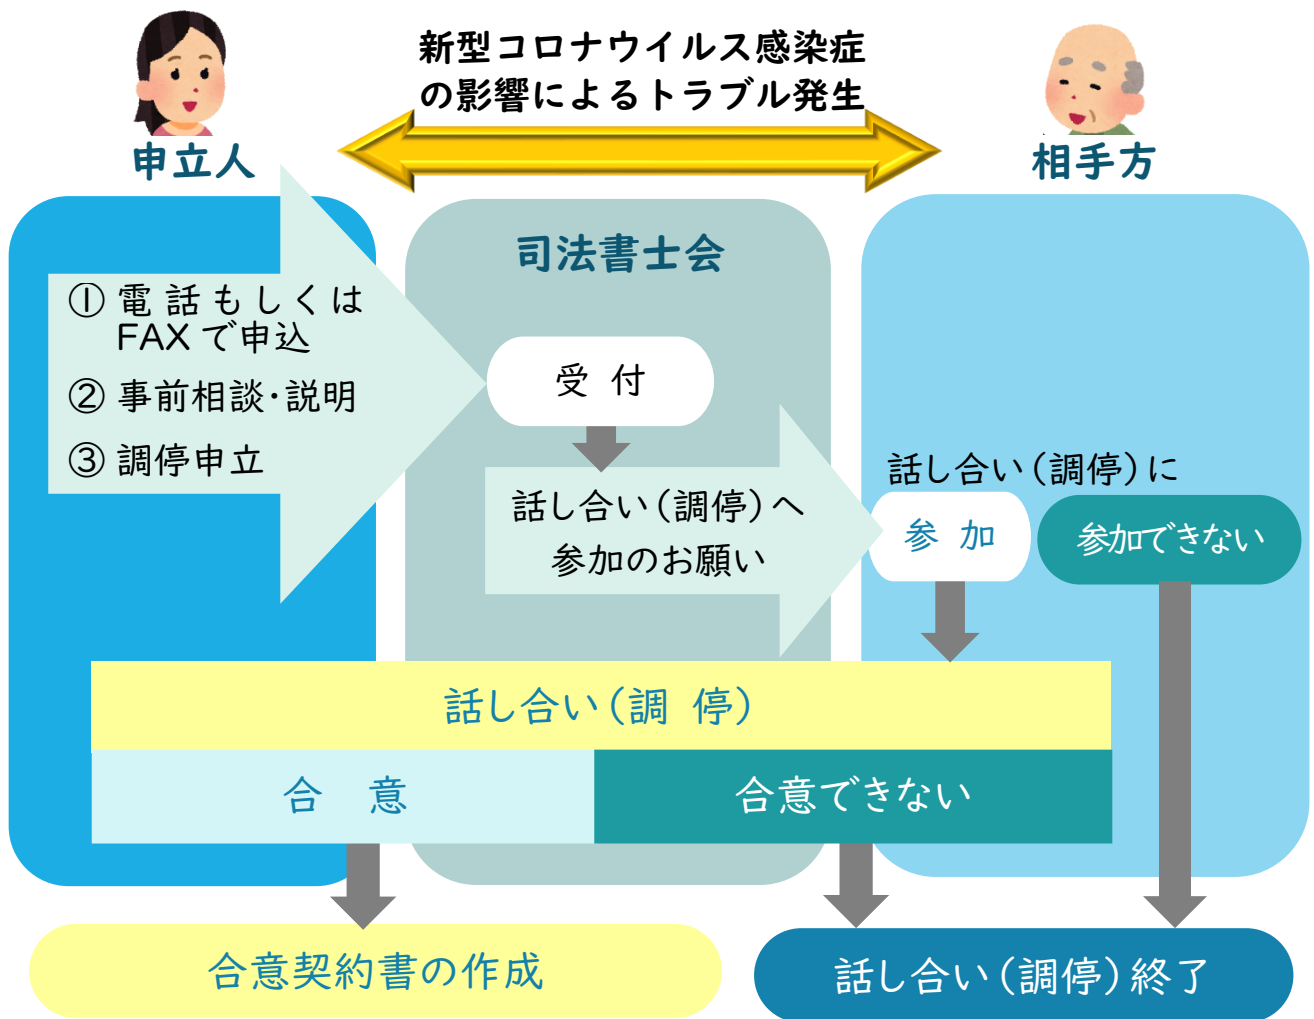 新型コロナウイルス感染症
の影響によるトラブル発生
申立人
相手方
司法書士会
① 電話もしくは
FAXで申込
② 事前相談・説明
③ 調停申立
受 付
話し合い(調停)へ
参加のお願い
話し合い(調停)に
参 加
参加できない
話し合い(調 停)
合 意
合意できない
合意契約書の作成
話し合い(調停)終了